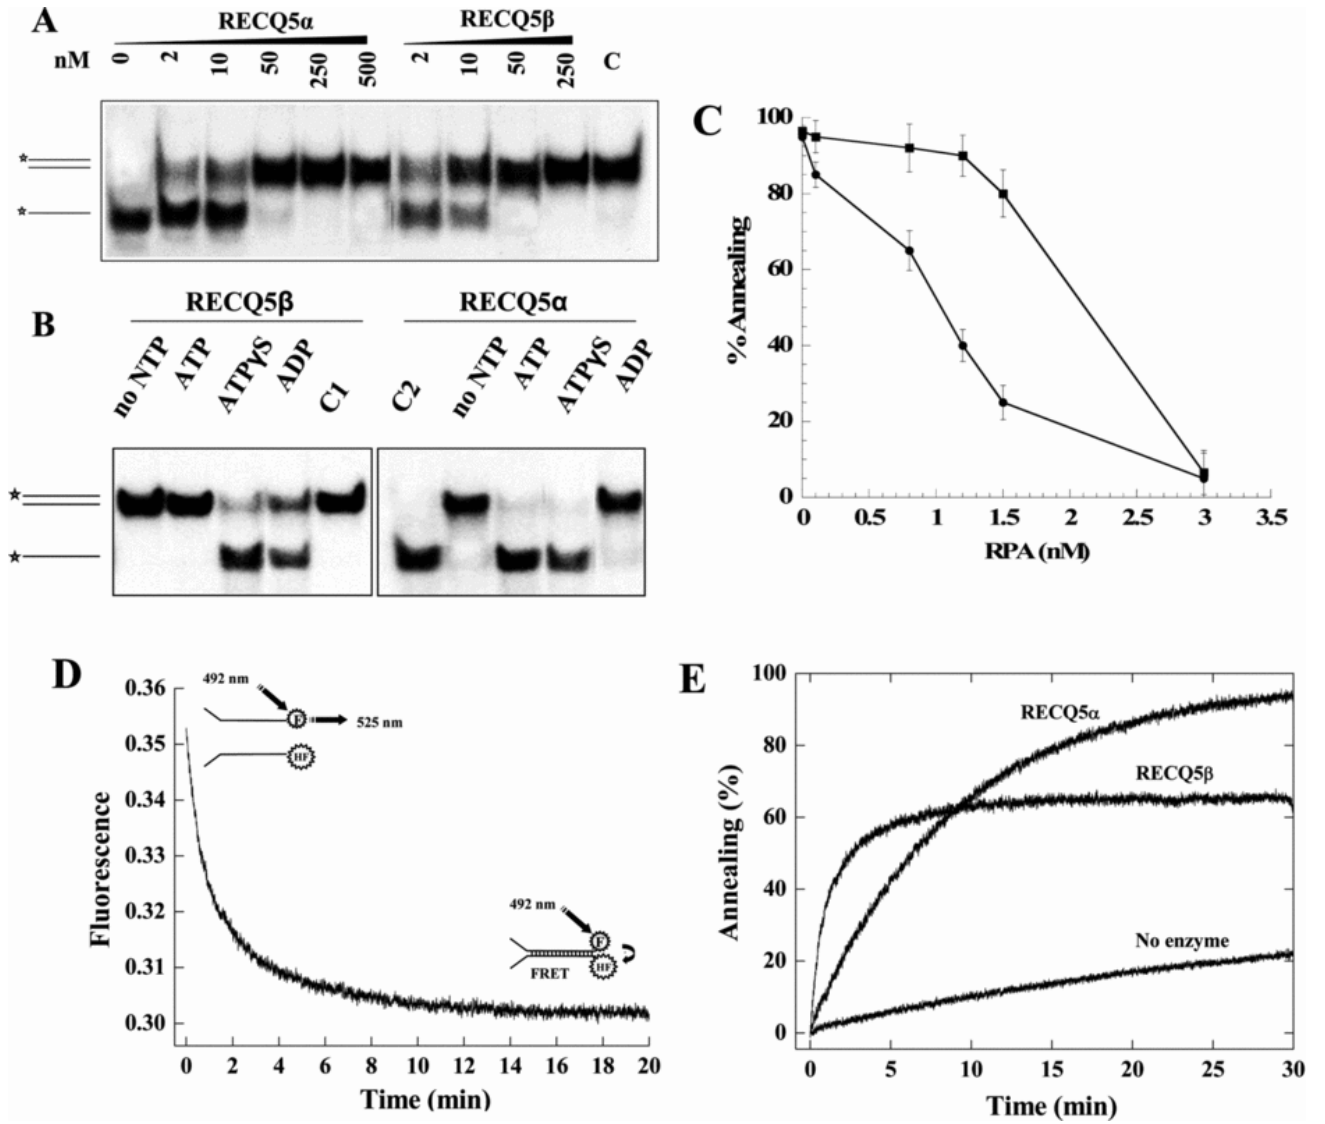 A
RECQ5α RECQ5β
nM 0 2 10 50 250 500 2 10 50 250 C
B
RECQ5β RECQ5α
no NTP ATP ATPγS ADP C1 C2 no NTP ATP ATPγS ADP
C
100
80
60
40
20
0
% Annealing
0 0.5 1 1.5 2 2.5 3 3.5
RPA (nM)
D
0.36
0.35
0.34
0.33
0.32
0.31
0.30
Fluorescence
492 nm
F
525 nm
HF
492 nm
F
HF
FRET
0 2 4 6 8 10 12 14 16 18 20
Time (min)
E
100
80
60
40
20
0
Annealing (%)
RECQ5α
RECQ5β
No enzyme
0 5 10 15 20 25 30
Time (min)